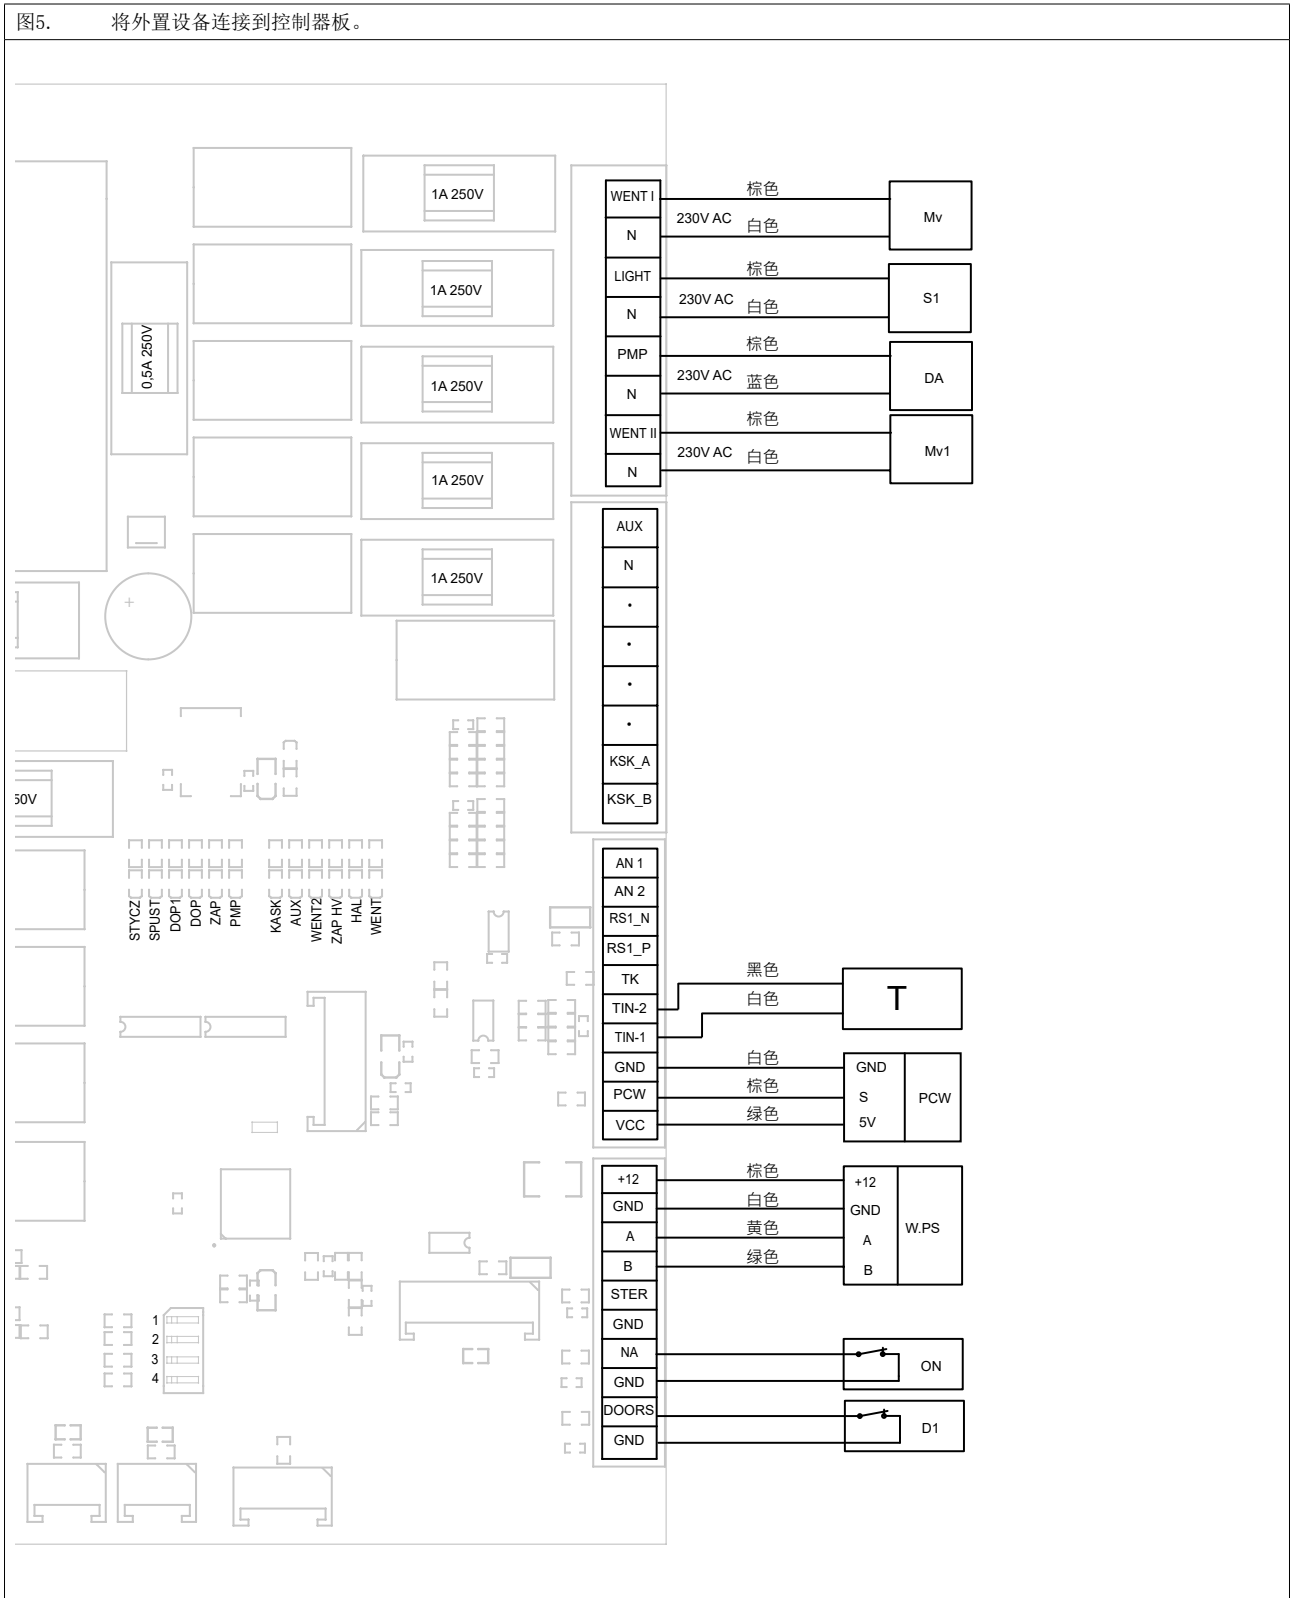 图5. 将外置设备连接到控制器板。
1A 250V
WENT I
棕色
230V AC
白色
Mv
N
1A 250V
LIGHT
棕色
230V AC
白色
S1
N
0,5A 250V
1A 250V
PMP
棕色
230V AC
蓝色
DA
N
WENT II
棕色
230V AC
白色
Mv1
1A 250V
N
AUX
N
1A 250V
+
KSK_A
KSK_B
50V
STYCZ
SPUST
DOP1
DOP
ZAP
PMP
KASK
AUX
WENT2
ZAP HV
HAL
WENT
AN 1
AN 2
RS1_N
RS1_P
TK
TIN-2
TIN-1
黑色
白色
T
GND
白色
GND
PCW
棕色
S
PCW
VCC
绿色
5V
+12
棕色
+12
GND
白色
GND
A
黄色
A
W.PS
B
绿色
B
STER
GND
NA
GND
ON
DOORS
GND
D1
1
2
3
4